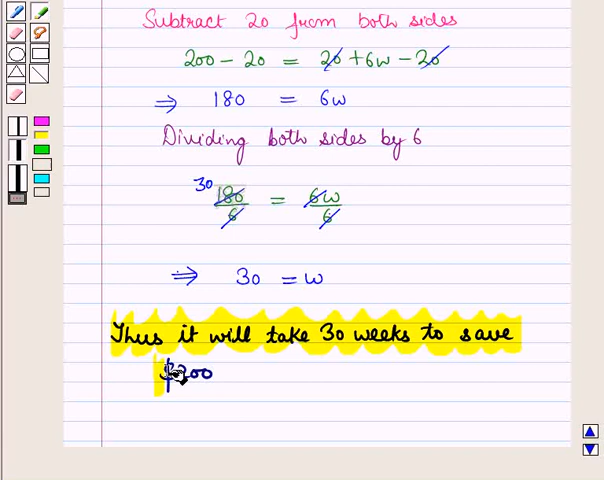 Subtract 20 from both sides
200 - 20 = 20 + 6w - 20
⇒ 180 = 6w
Dividing both sides by 6
30
180/6 = 6w/6
⇒ 30 = w
Thus it will take 30 weeks to save
$200